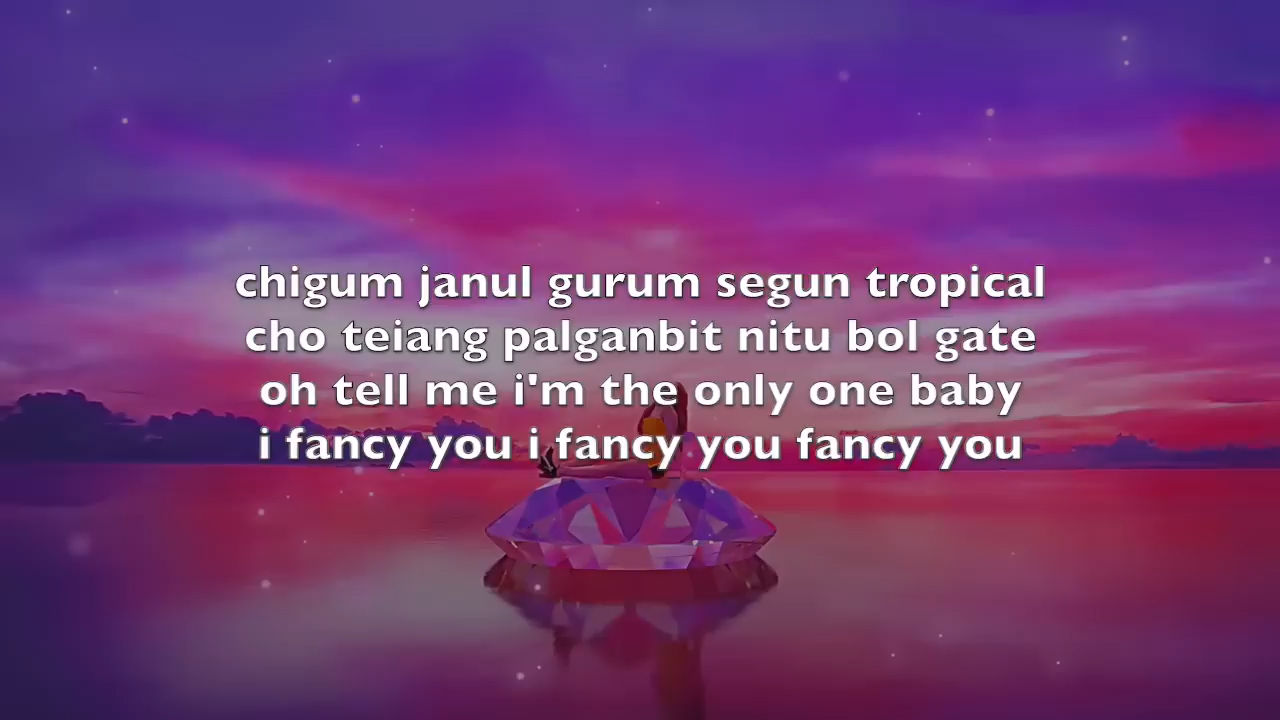 chigum janul gurum segun tropical
cho teiang palganbit nitu bol gate
oh tell me i'm the only one baby
i fancy you i fancy you fancy you